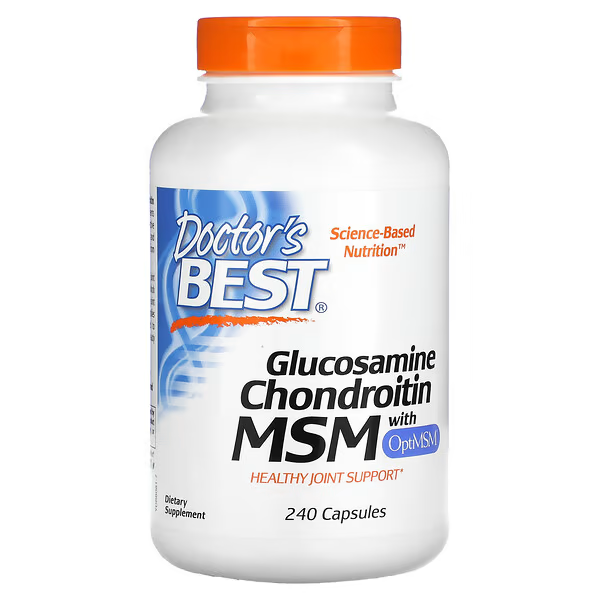 Doctor's
BEST®
Science-Based
Nutrition™
Glucosamine
Chondroitin
MSM with OptiMSM
HEALTHY JOINT SUPPORT*
Dietary
Supplement
240 Capsules